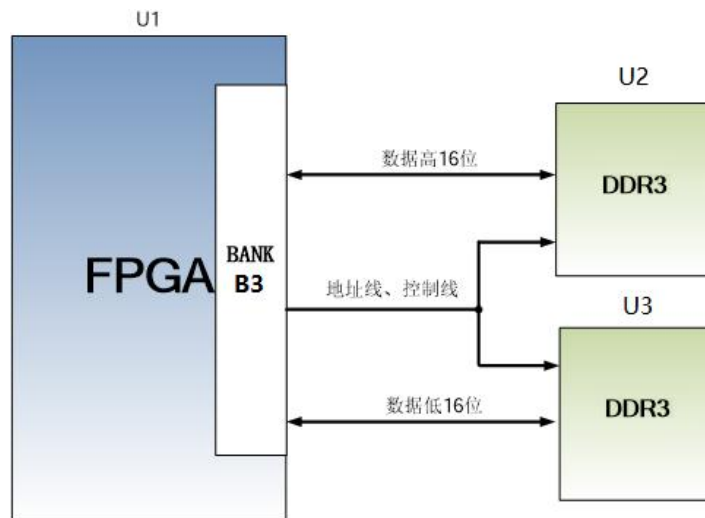 U1
U2
数据高16位
DDR3
BANK
FPGA
B3
地址线、控制线
U3
DDR3
数据低16位